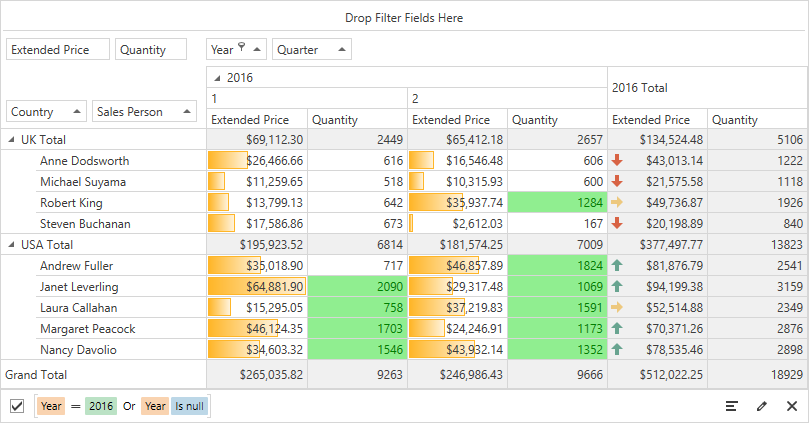 Drop Filter Fields Here
Extended Price Quantity Year Quarter
2016
1 2 2016 Total
Country Sales Person
Extended Price Quantity Extended Price Quantity Extended Price Quantity
UK Total $69,112.30 2449 $65,412.18 2657 $134,524.48 5106
Anne Dodsworth $26,466.66 616 $16,546.48 606 $43,013.14 1222
Michael Suyama $11,259.65 518 $10,315.93 600 $21,575.58 1118
Robert King $13,799.13 642 $35,937.74 1284 $49,736.87 1926
Steven Buchanan $17,586.86 673 $2,612.03 167 $20,198.89 840
USA Total $195,923.52 6814 $181,574.25 7009 $377,497.77 13823
Andrew Fuller $35,018.90 717 $46,857.89 1824 $81,876.79 2541
Janet Leverling $64,881.90 2090 $29,317.48 1069 $94,199.38 3159
Laura Callahan $15,295.05 758 $37,219.83 1591 $52,514.88 2349
Margaret Peacock $46,124.35 1703 $24,246.91 1173 $70,371.26 2876
Nancy Davolio $34,603.32 1546 $43,932.14 1352 $78,535.46 2898
Grand Total $265,035.82 9263 $246,986.43 9666 $512,022.25 18929
Year = 2016 Or Year Is null